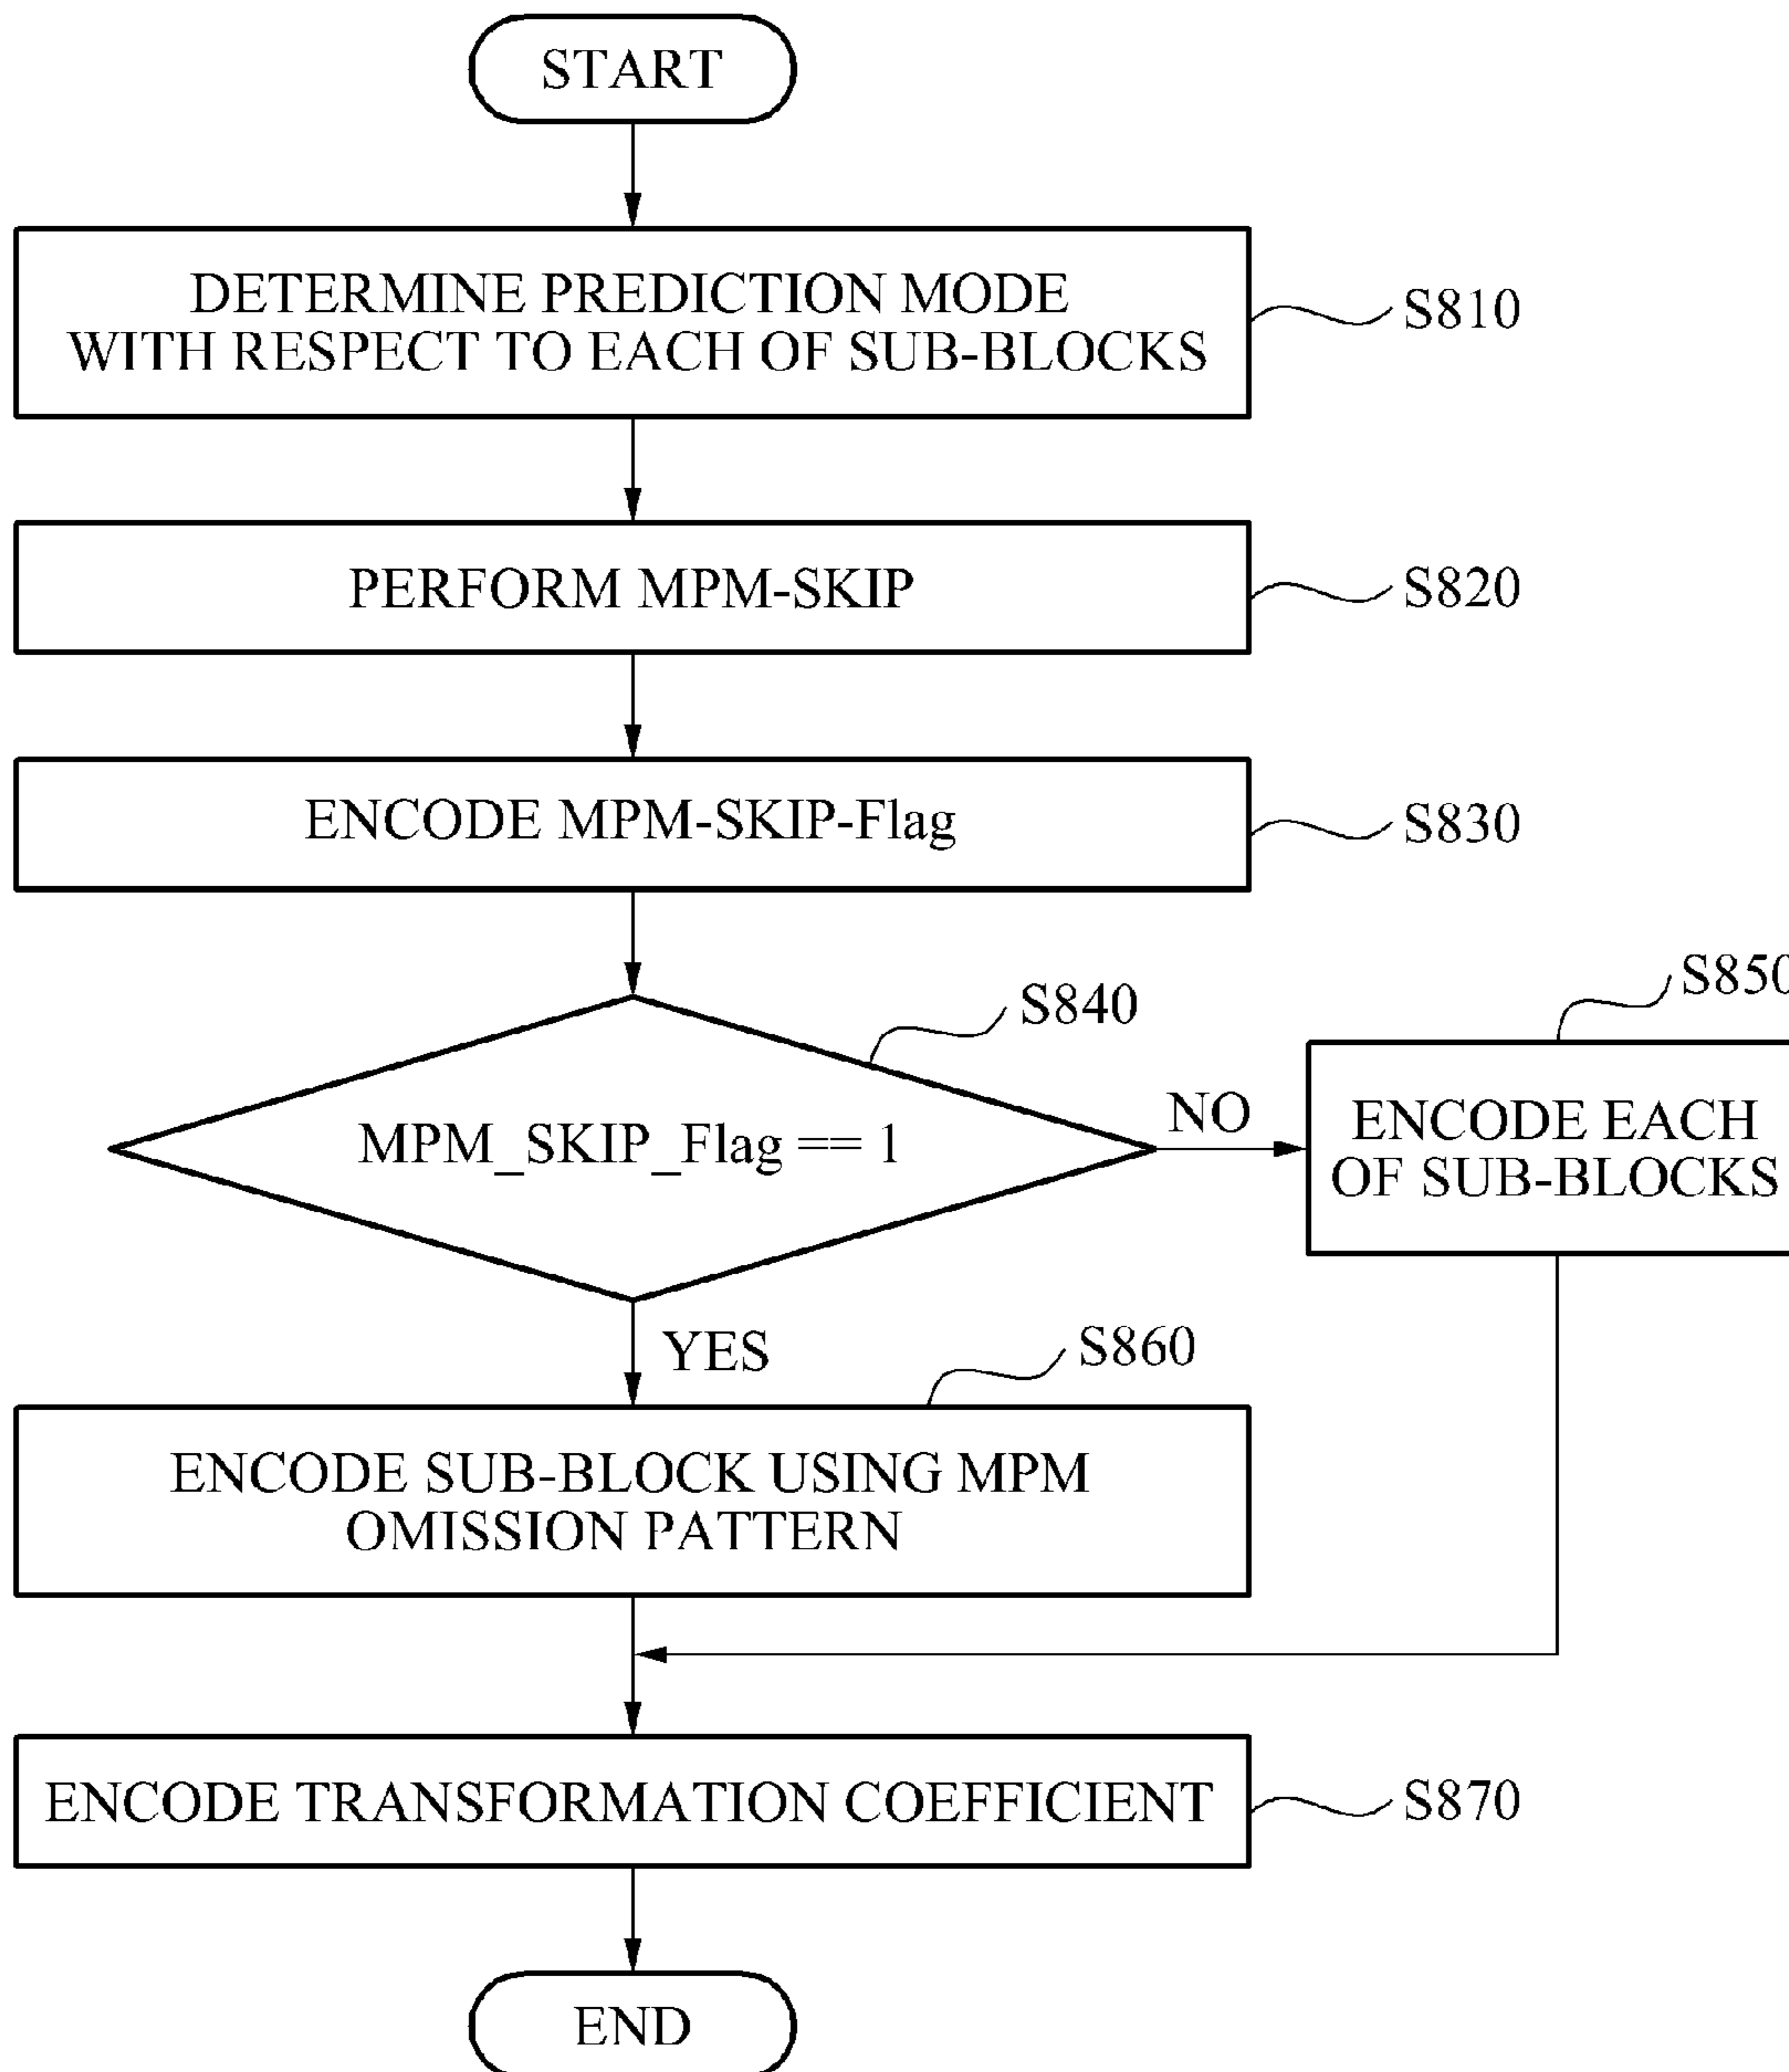 START
DETERMINE PREDICTION MODE
WITH RESPECT TO EACH OF SUB-BLOCKS
S810
PERFORM MPM-SKIP
S820
ENCODE MPM-SKIP-Flag
S830
S840
MPM_SKIP_Flag == 1
NO
S850
ENCODE EACH
OF SUB-BLOCKS
YES
S860
ENCODE SUB-BLOCK USING MPM
OMISSION PATTERN
ENCODE TRANSFORMATION COEFFICIENT
S870
END